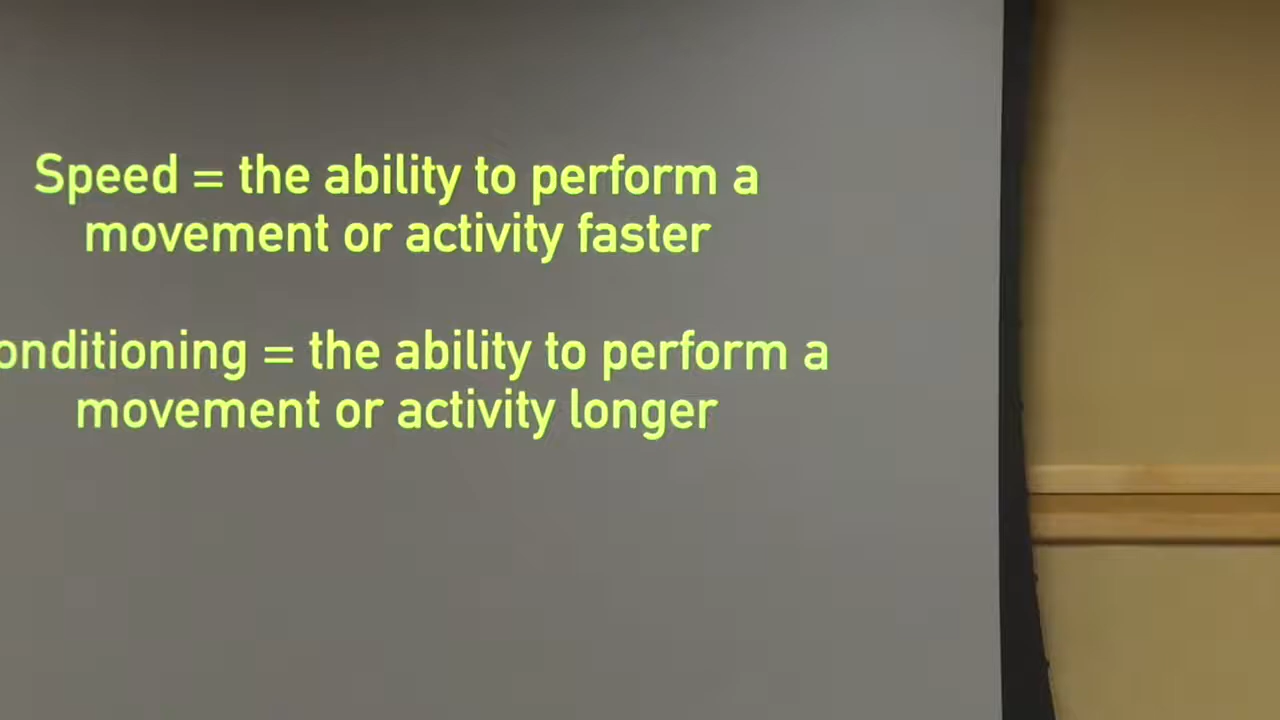 Speed = the ability to perform a
movement or activity faster
onditioning = the ability to perform a
movement or activity longer